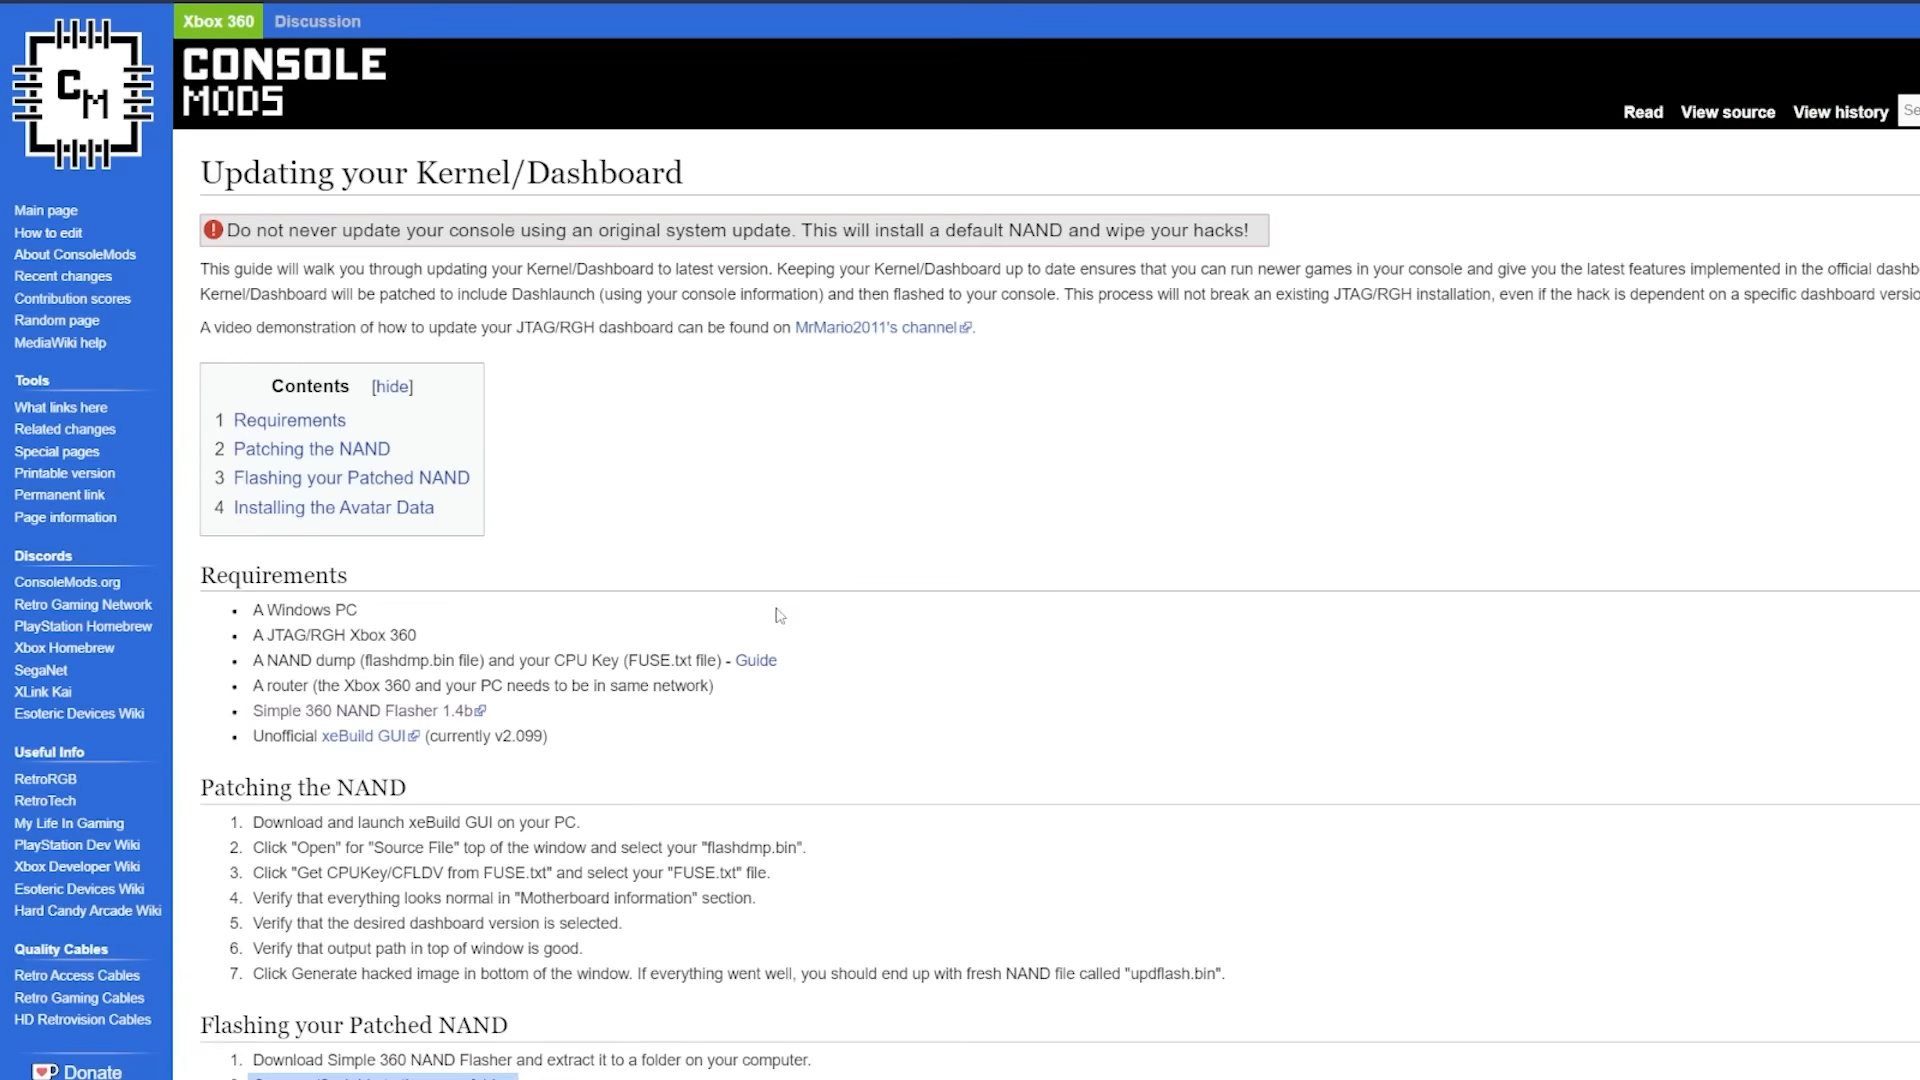 Xbox 360 Discussion
CM
CONSOLE
MODS
Read View source View history Se
Main page
How to edit
About ConsoleMods
Recent changes
Contribution scores
Random page
MediaWiki help
Tools
What links here
Related changes
Special pages
Printable version
Permanent link
Page information
Discords
ConsoleMods.org
Retro Gaming Network
PlayStation Homebrew
Xbox Homebrew
SegaNet
XLink Kai
Esoteric Devices Wiki
Useful Info
RetroRGB
RetroTech
My Life In Gaming
PlayStation Dev Wiki
Xbox Developer Wiki
Esoteric Devices Wiki
Hard Candy Arcade Wiki
Quality Cables
Retro Access Cables
Retro Gaming Cables
HD Retrovision Cables
Donate
Updating your Kernel/Dashboard
Do not never update your console using an original system update. This will install a default NAND and wipe your hacks!
This guide will walk you through updating your Kernel/Dashboard to latest version. Keeping your Kernel/Dashboard up to date ensures that you can run newer games in your console and give you the latest features implemented in the official dashb
Kernel/Dashboard will be patched to include Dashlaunch (using your console information) and then flashed to your console. This process will not break an existing JTAG/RGH installation, even if the hack is dependent on a specific dashboard versio
A video demonstration of how to update your JTAG/RGH dashboard can be found on MrMario2011's channel.
Contents [hide]
1 Requirements
2 Patching the NAND
3 Flashing your Patched NAND
4 Installing the Avatar Data
Requirements
• A Windows PC
• A JTAG/RGH Xbox 360
• A NAND dump (flashdmp.bin file) and your CPU Key (FUSE.txt file) - Guide
• A router (the Xbox 360 and your PC needs to be in same network)
• Simple 360 NAND Flasher 1.4b
• Unofficial xeBuild GUI (currently v2.099)
Patching the NAND
1. Download and launch xeBuild GUI on your PC.
2. Click "Open" for "Source File" top of the window and select your "flashdmp.bin".
3. Click "Get CPUKey/CFLDV from FUSE.txt" and select your "FUSE.txt" file.
4. Verify that everything looks normal in "Motherboard information" section.
5. Verify that the desired dashboard version is selected.
6. Verify that output path in top of window is good.
7. Click Generate hacked image in bottom of the window. If everything went well, you should end up with fresh NAND file called "updflash.bin".
Flashing your Patched NAND
1. Download Simple 360 NAND Flasher and extract it to a folder on your computer.